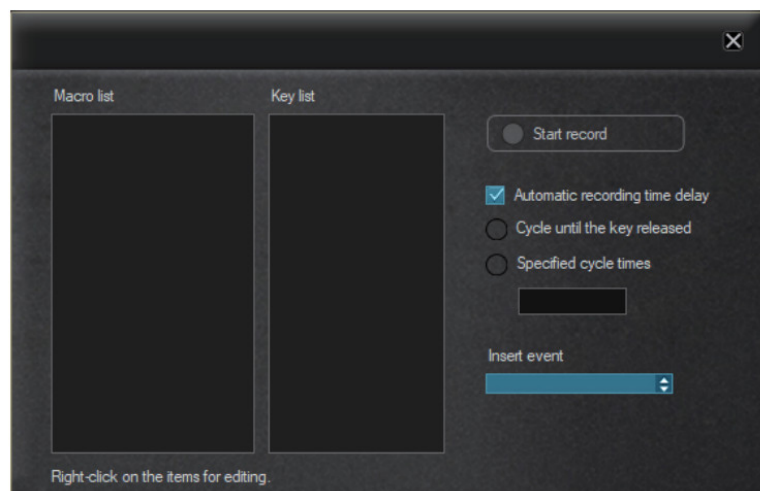 Macro list
Key list
Start record
Automatic recording time delay
Cycle until the key released
Specified cycle times
Insert event
Right-click on the items for editing.